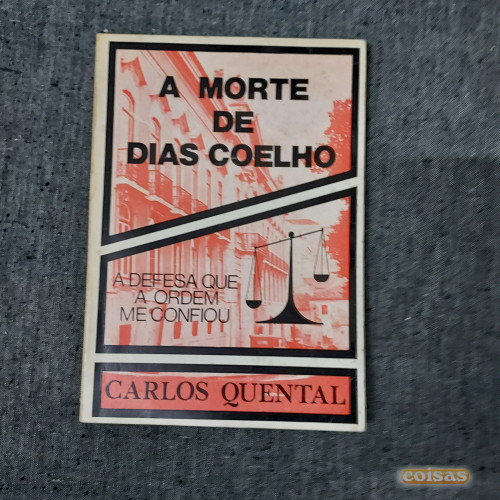 A MORTE
DE
DIAS COELHO
A DEFESA QUE
A ORDEM
ME CONFIOU
CARLOS QUENTAL
coisas